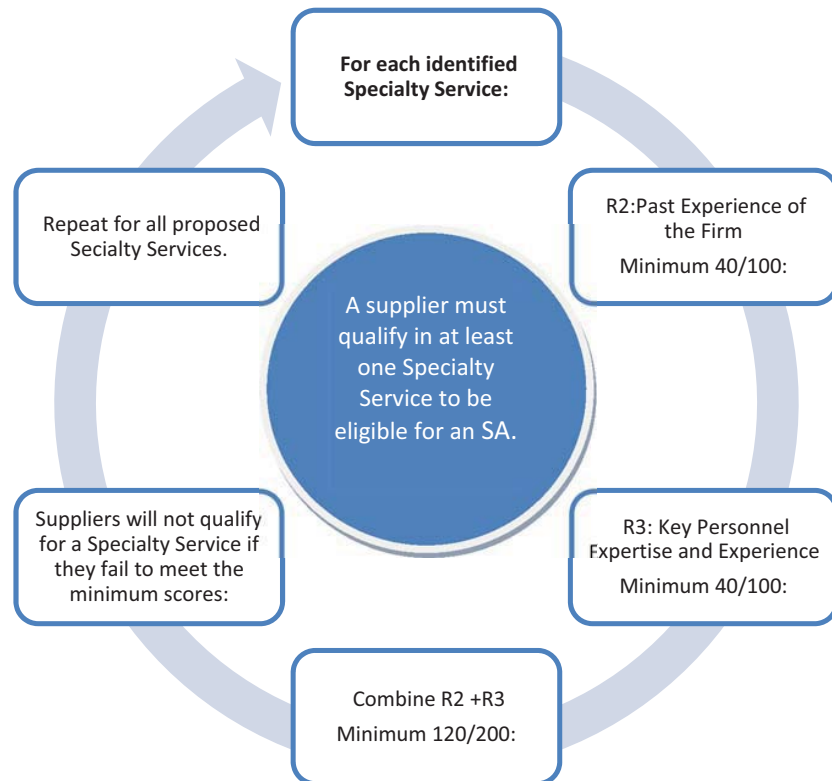 For each identified
Specialty Service:
R2:Past Experience of
the Firm
Minimum 40/100:
R3: Key Personnel
Fxpertise and Experience
Minimum 40/100:
Combine R2 +R3
Minimum 120/200:
Suppliers will not qualify
for a Specialty Service if
they fail to meet the
minimum scores:
Repeat for all proposed
Secialty Services.
A supplier must
qualify in at least
one Specialty
Service to be
eligible for an SA.